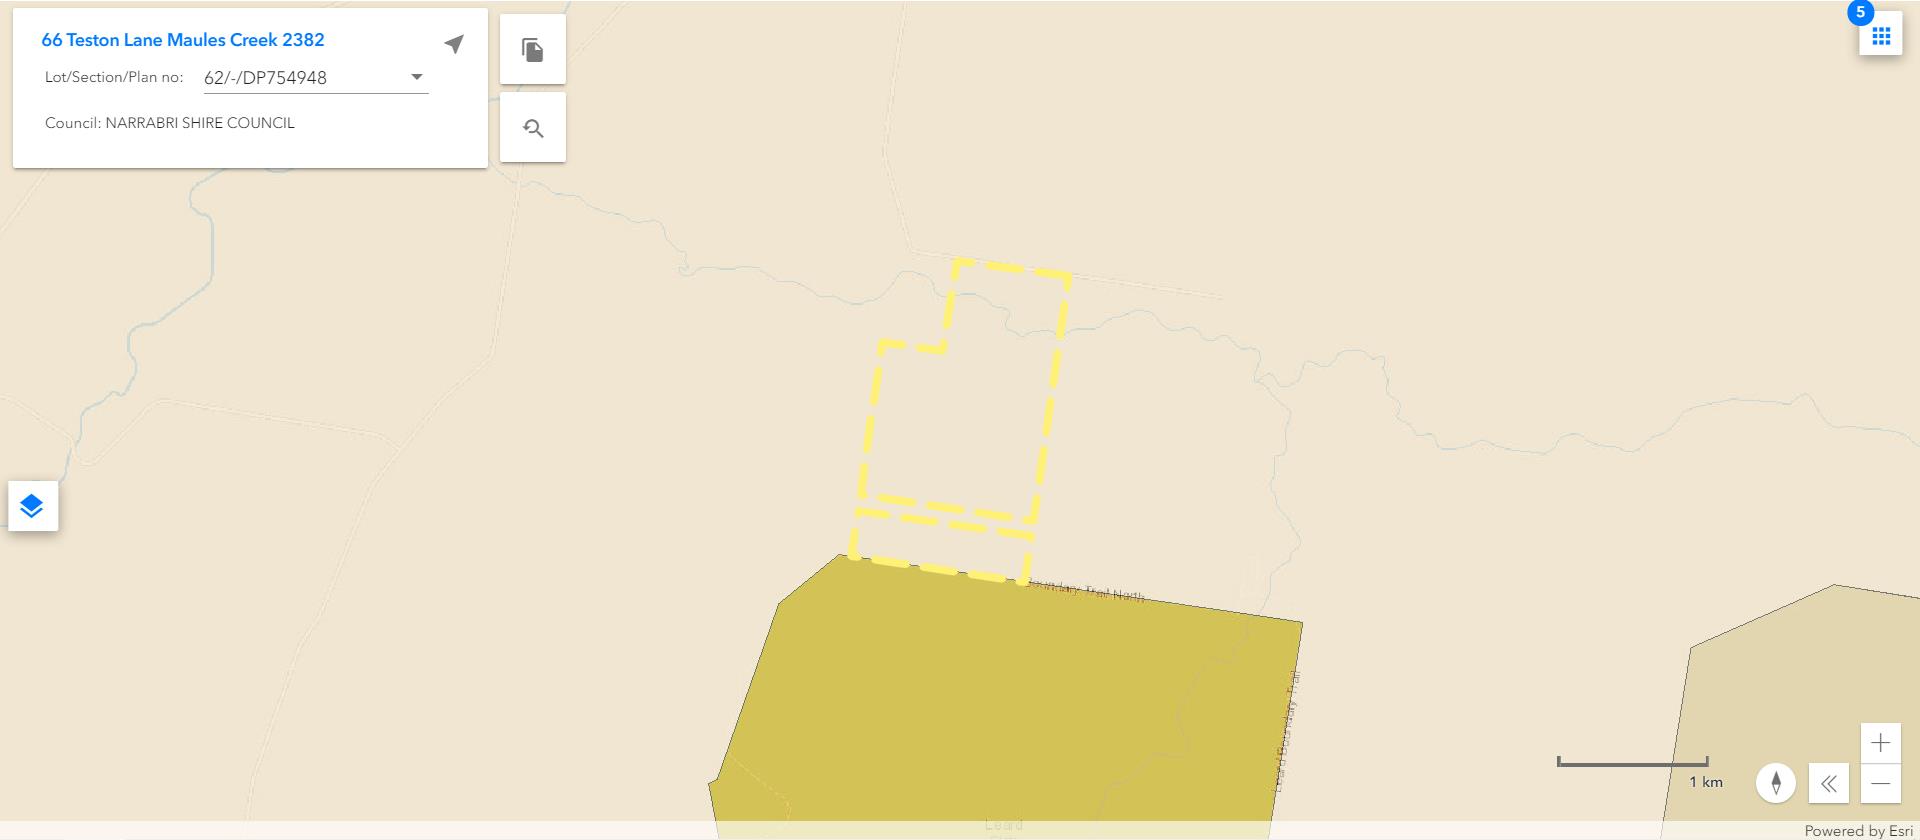 66 Teston Lane Maules Creek 2382
Lot/Section/Plan no: 62/-/DP754948
Council: NARRABRI SHIRE COUNCIL
5
Boundary Trail North
Leard Boundary Trail
Leard
1 km
Powered by Esri